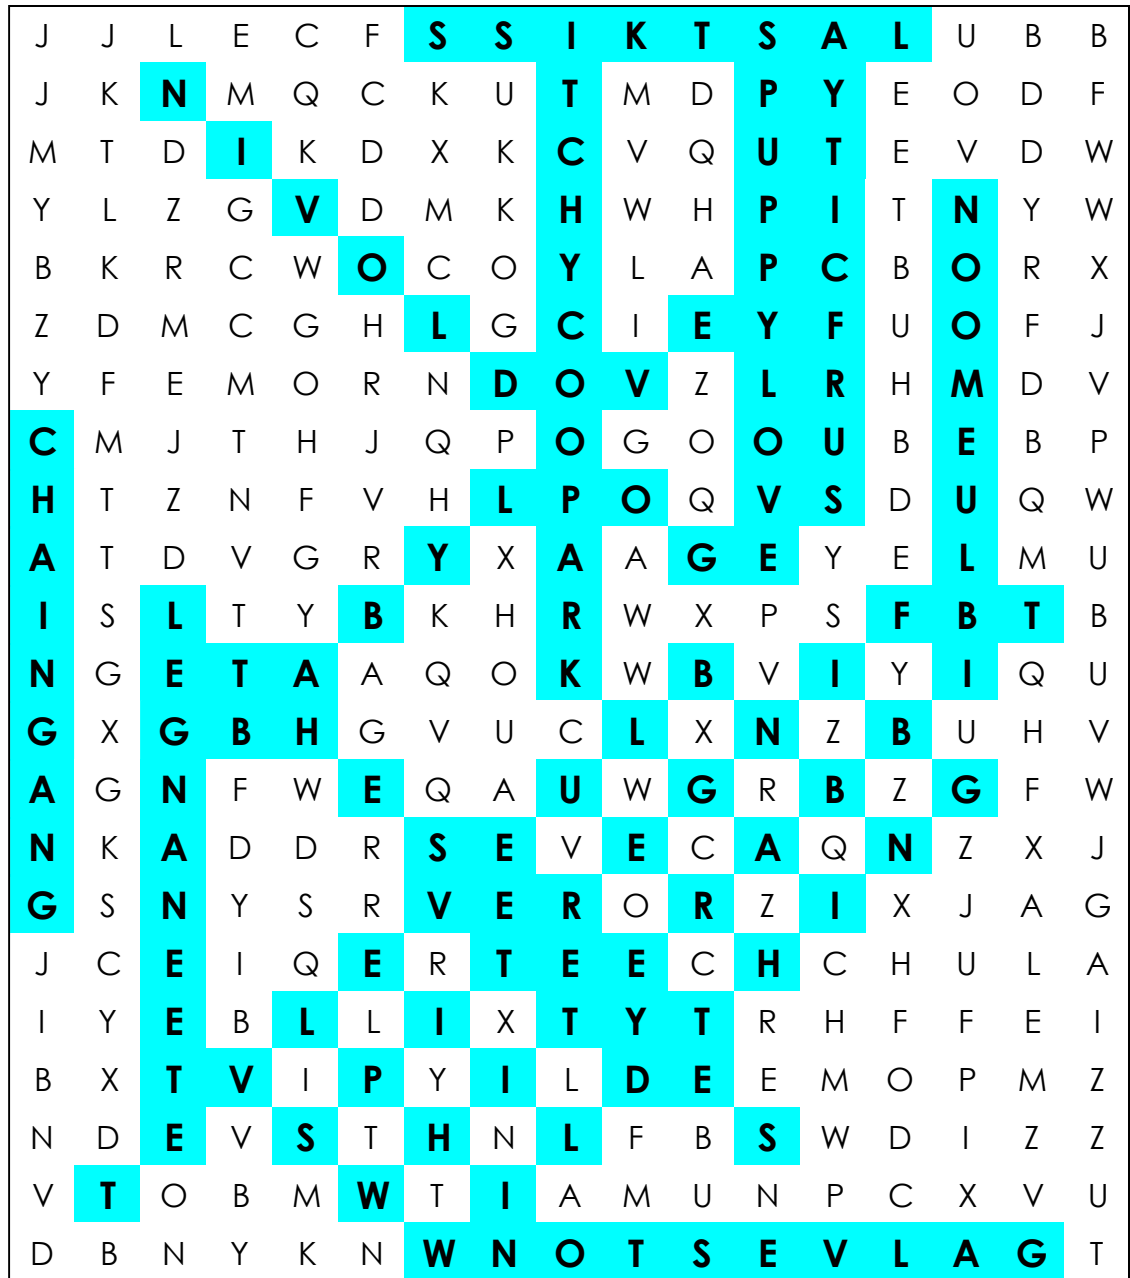 J J L E C F S S I K T S A L U B B
J K N M Q C K U T M D P Y E O D F
M T D I K D X K C V Q U T E V D W
Y L Z G V D M K H W H P I T N Y W
B K R C W O C O Y L A P C B O R X
Z D M C G H L G C I E Y F U O F J
Y F E M O R N D O V Z L R H M D V
C M J T H J Q P O G O O U B E B P
H T Z N F V H L P O Q V S D U Q W
A T D V G R Y X A A G E Y E L M U
I S L T Y B K H R W X P S F B T B
N G E T A A Q O K W B V I Y I Q U
G X G B H G V U C L X N Z B U H V
A G N F W E Q A U W G R B Z G F W
N K A D D R S E V E C A Q N Z X J
G S N Y S R V E R O R Z I X J A G
J C E I Q E R T E E C H C H U L A
I Y E B L L I X T Y T R H F F E I
B X T V I P Y I L D E E M O P M Z
N D E V S T H N L F B S W D I Z Z
V T O B M W T I A M U N P C X V U
D B N Y K N W N O T S E V L A G T